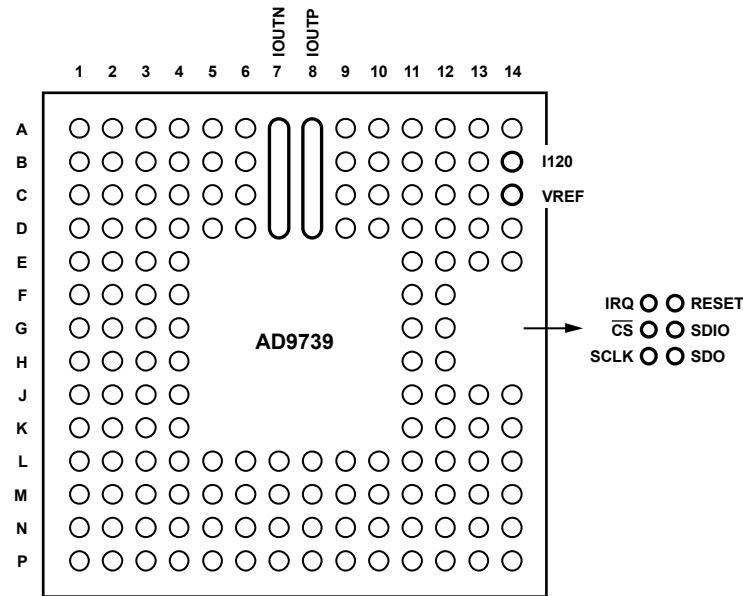 IOUTN
IOUTP
1 2 3 4 5 6 7 8 9 10 11 12 13 14
A
B I120
C VREF
D
E
F IRQ RESET
G AD9739 CS SDIO
H SCLK SDO
J
K
L
M
N
P